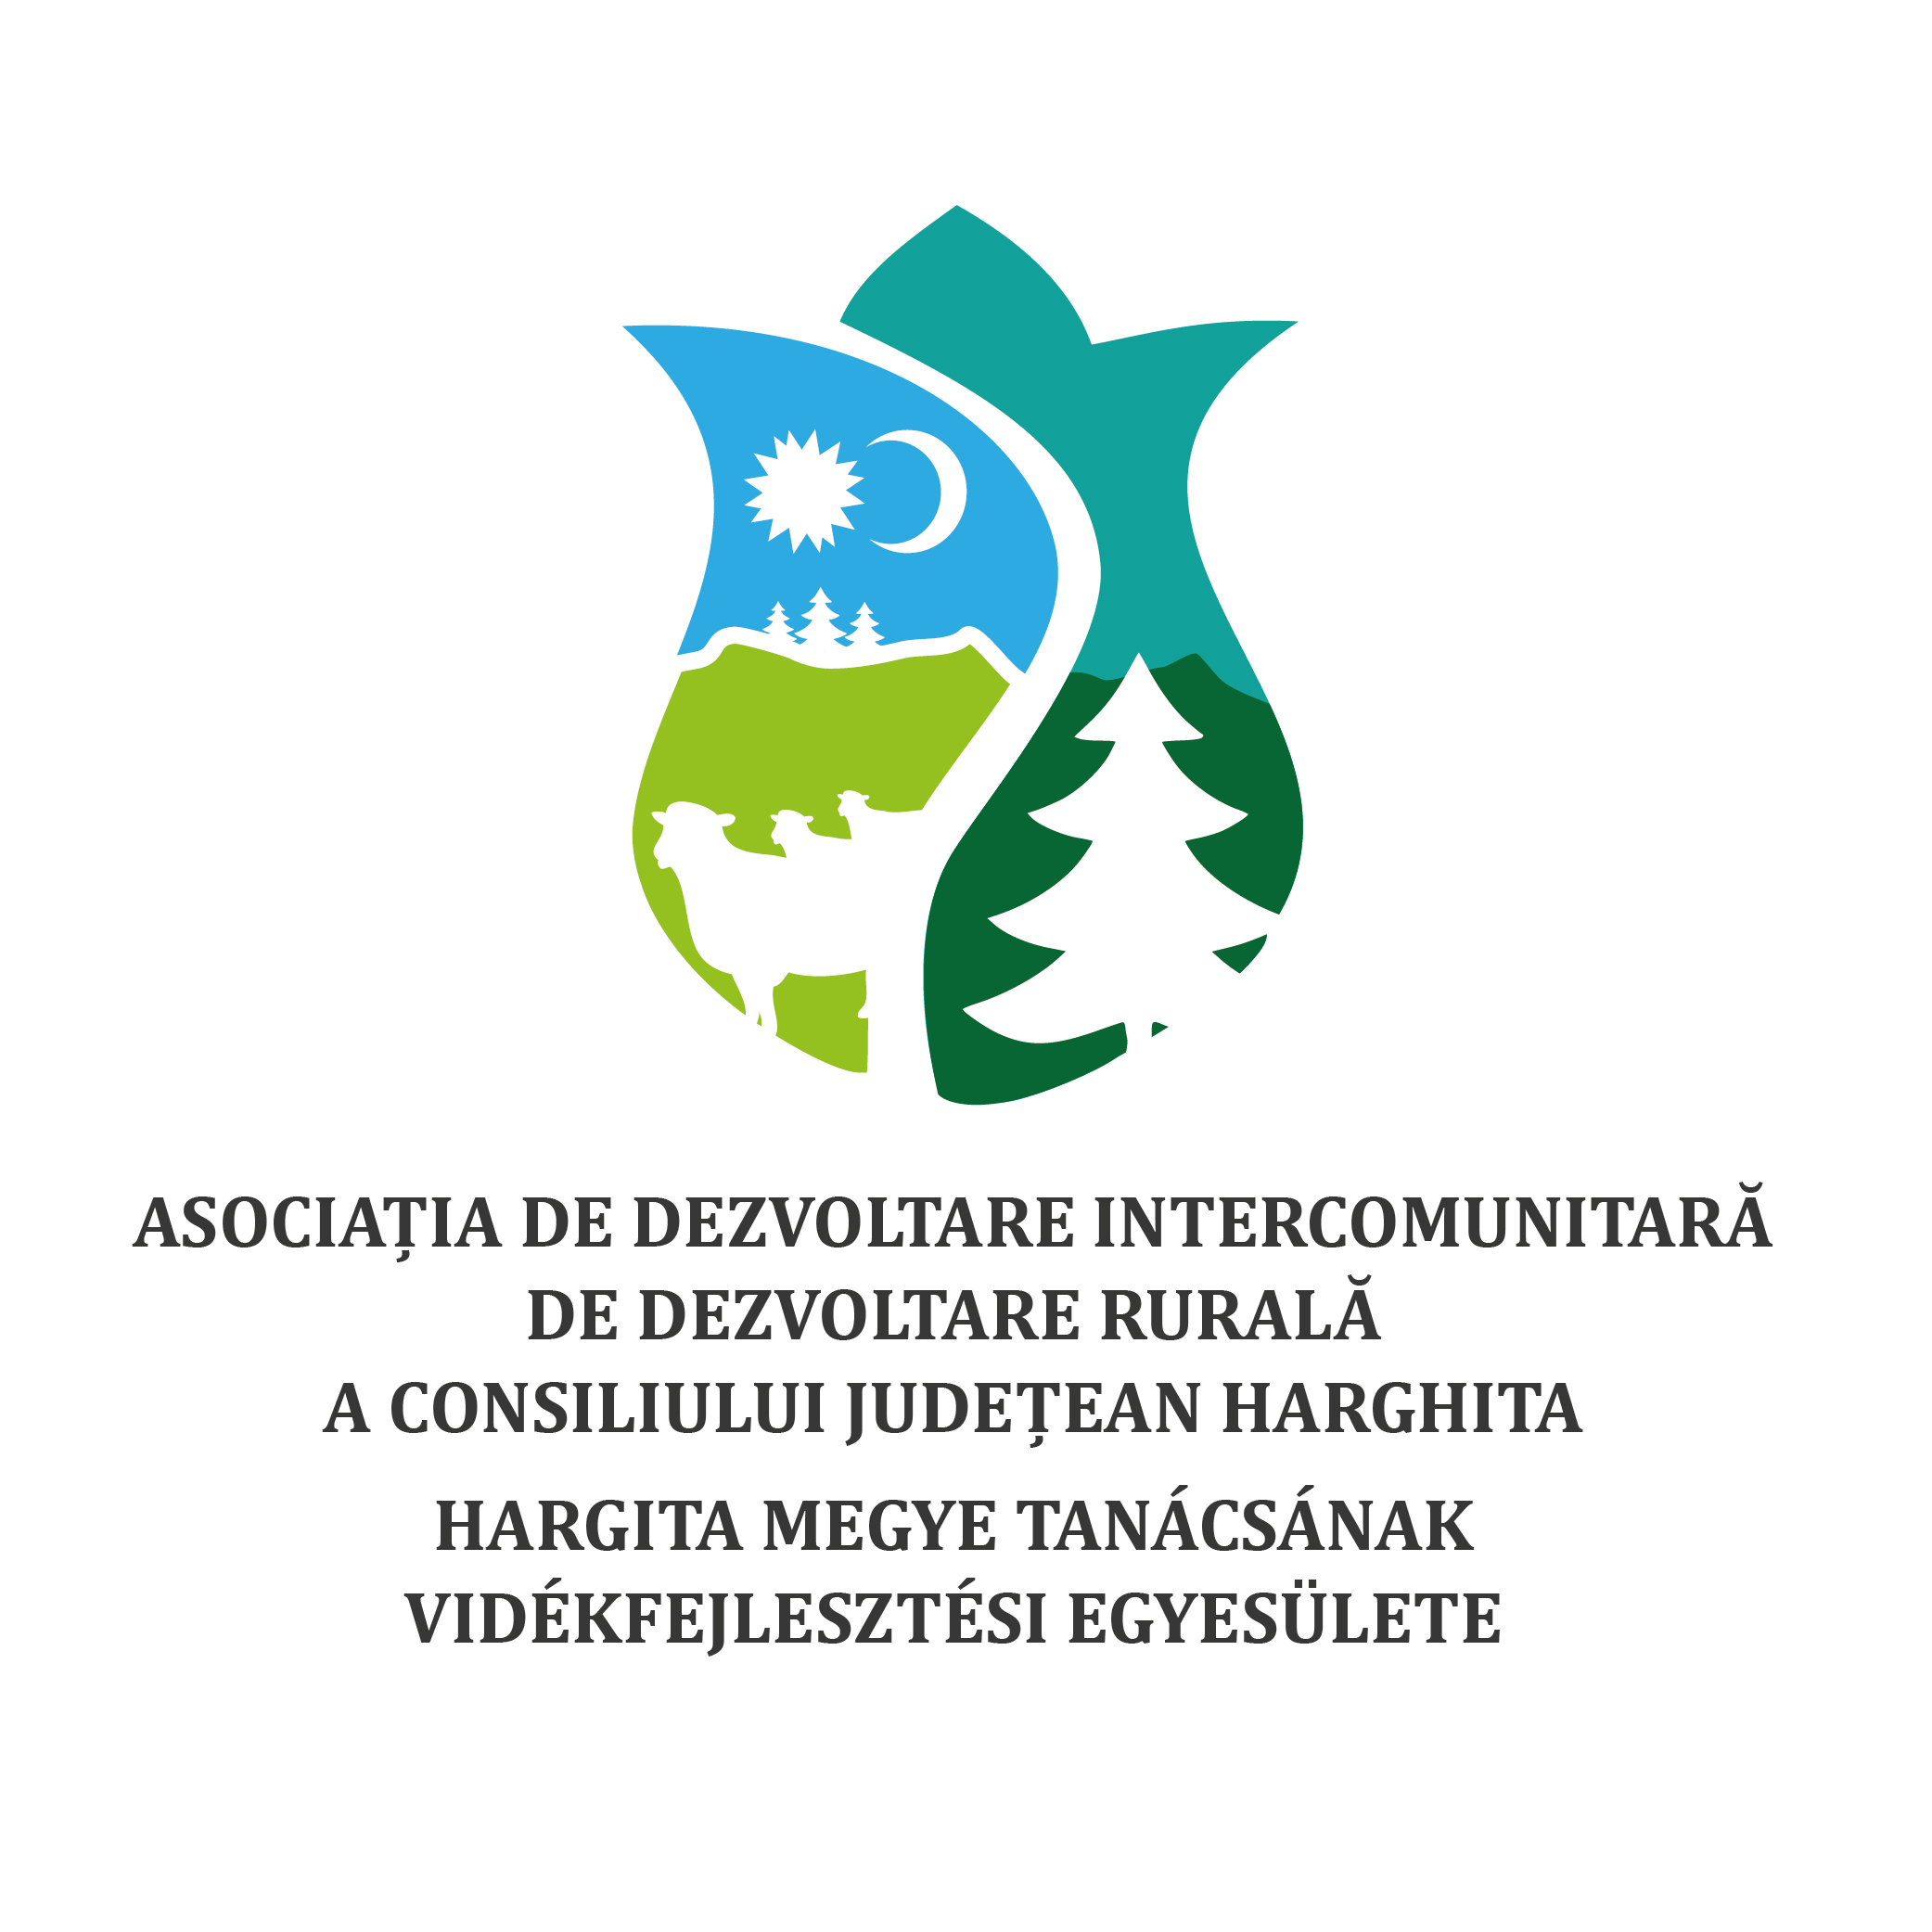 ASOCIAȚIA DE DEZVOLTARE INTERCOMUNITARĂ
DE DEZVOLTARE RURALĂ
A CONSILIULUI JUDEȚEAN HARGHITA
HARGITA MEGYE TANÁCSÁNAK
VIDÉKFEJLESZTÉSI EGYESÜLETE